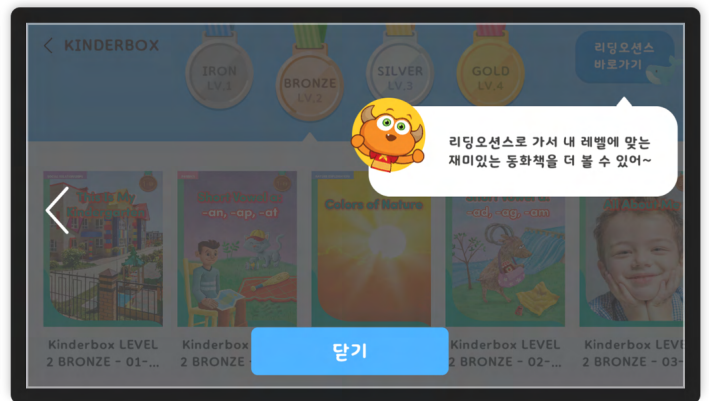 KINDERBOX
IRON
LV.1
BRONZE
LV.2
SILVER
LV.3
GOLD
LV.4
리딩오션스
바로가기
리딩오션스로 가서 내 레벨에 맞는
재미있는 동화책을 더 볼 수 있어~
-an, -ap, -at
Colors of Nature
-ad, -ag, -am
Kinderbox LEVEL
2 BRONZE - 01-...
Kinderbox
2 BRONZE
Kinderbox LEVEL
2 BRONZE - 02-...
Kinderbox LEVE
2 BRONZE - 03-
닫기